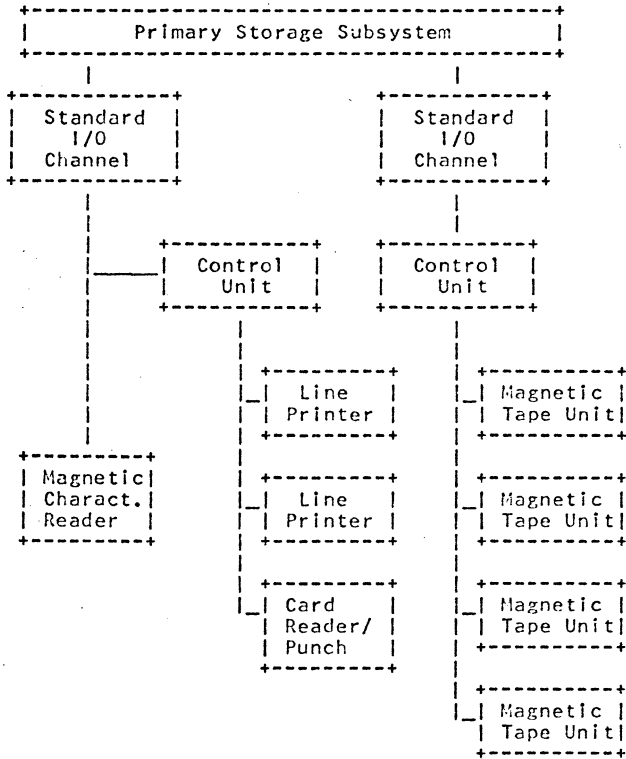 Primary Storage Subsystem
Standard
I/O
Channel
Standard
I/O
Channel
Control
Unit
Control
Unit
Line
Printer
Magnetic
Tape Unit
Magnetic
Charact.
Reader
Line
Printer
Magnetic
Tape Unit
Card
Reader/
Punch
Magnetic
Tape Unit
Magnetic
Tape Unit